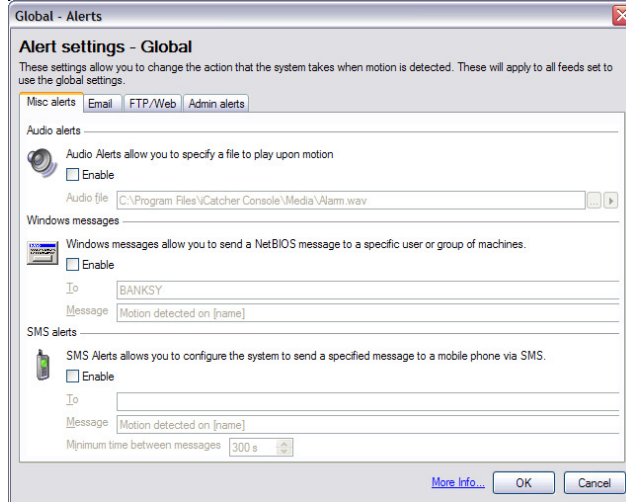 Global - Alerts
Alert settings - Global
These settings allow you to change the action that the system takes when motion is detected. These will apply to all feeds set to
use the global settings.
Misc alerts Email FTP/Web Admin alerts
Audio alerts
Audio Alerts allow you to specify a file to play upon motion
Enable
Audio file C:\Program Files\iCatcher Console\Media\Alarm.wav ...
Windows messages
Windows messages allow you to send a NetBIOS message to a specific user or group of machines.
Enable
To BANKSY
Message Motion detected on [name]
SMS alerts
SMS Alerts allows you to configure the system to send a specified message to a mobile phone via SMS.
Enable
To
Message Motion detected on [name]
Minimum time between messages 300 s
More Info... OK Cancel